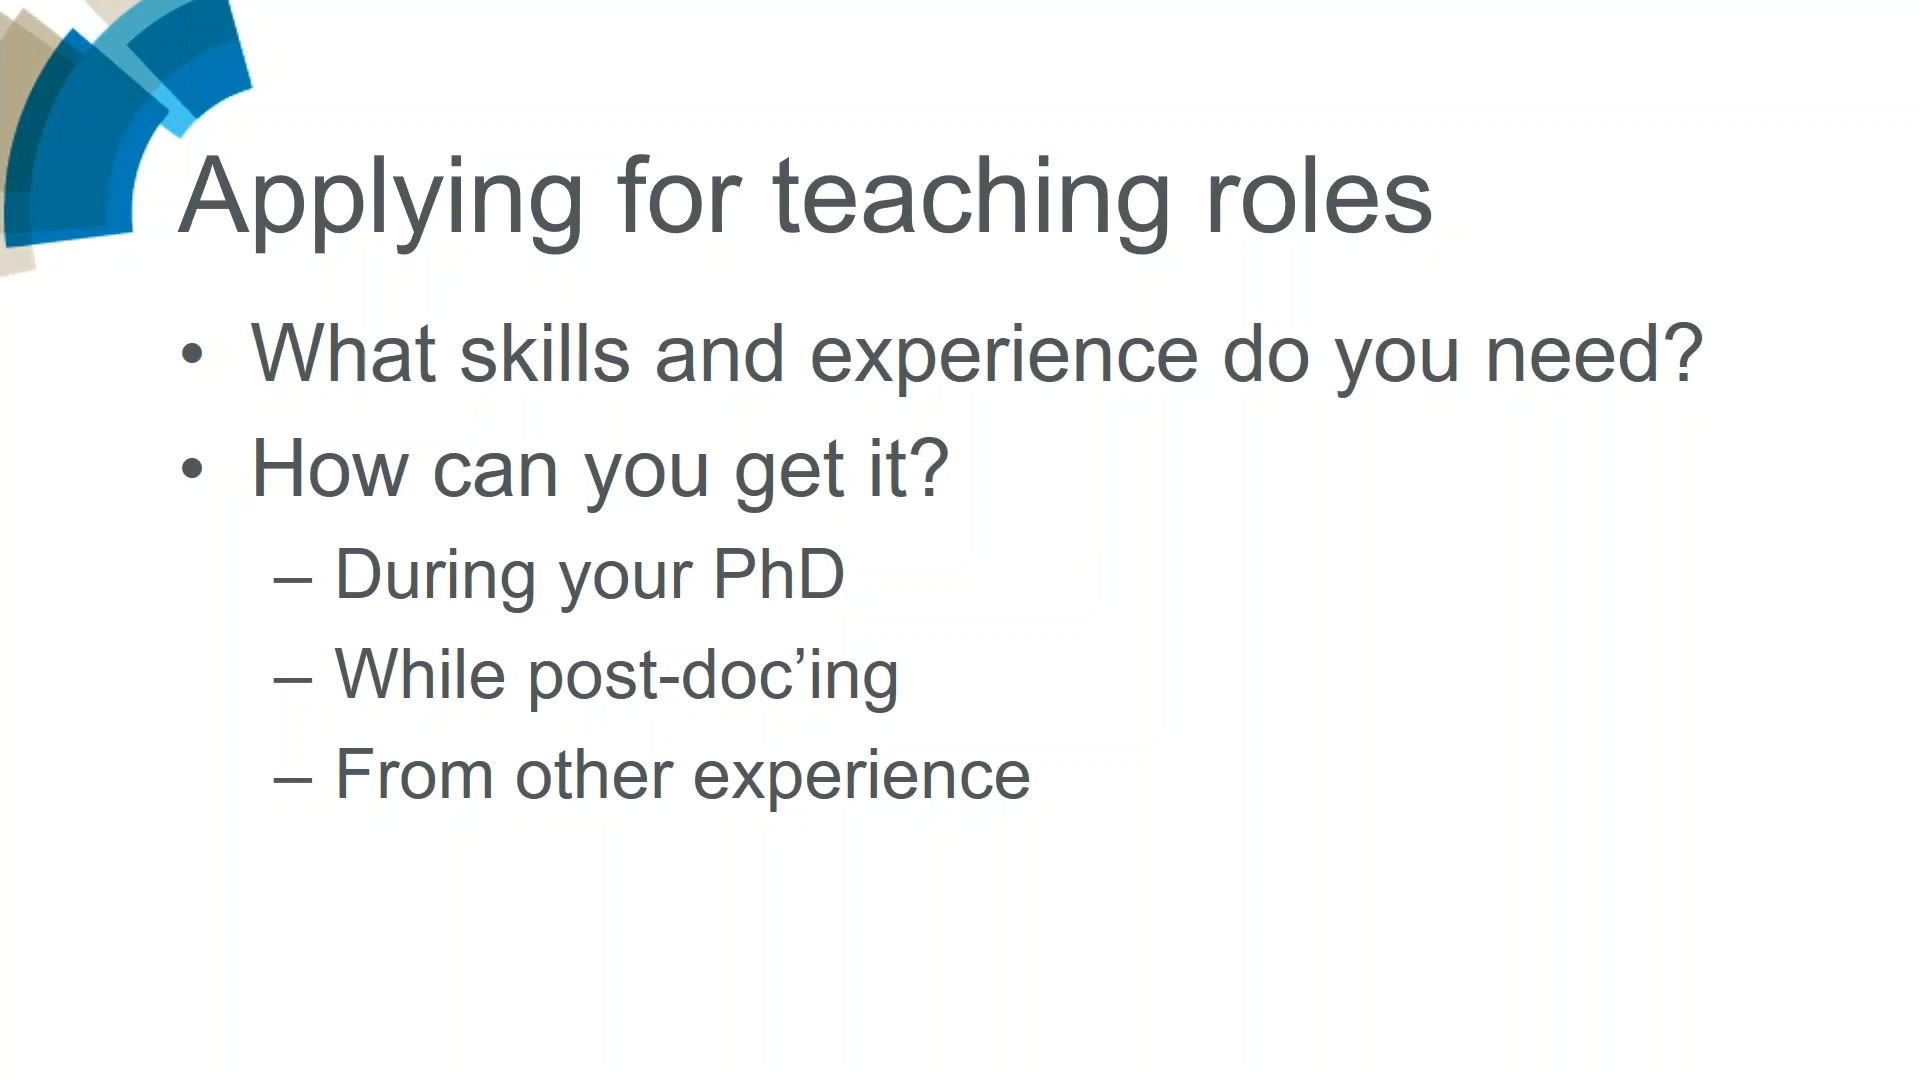 Applying for teaching roles
• What skills and experience do you need?
• How can you get it?
– During your PhD
– While post-doc’ing
– From other experience